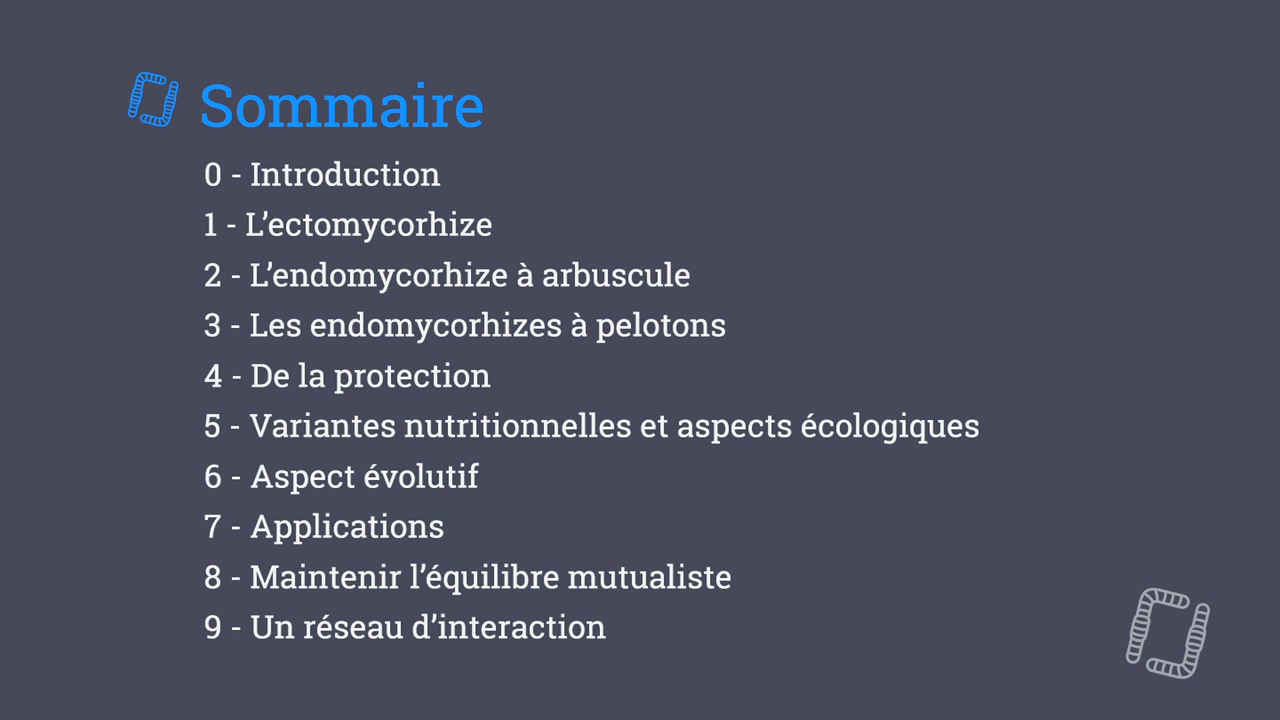 Sommaire
0 - Introduction
1 - L’ectomycorhize
2 - L’endomycorhize à arbuscule
3 - Les endomycorhizes à pelotons
4 - De la protection
5 - Variantes nutritionnelles et aspects écologiques
6 - Aspect évolutif
7 - Applications
8 - Maintenir l’équilibre mutualiste
9 - Un réseau d’interaction